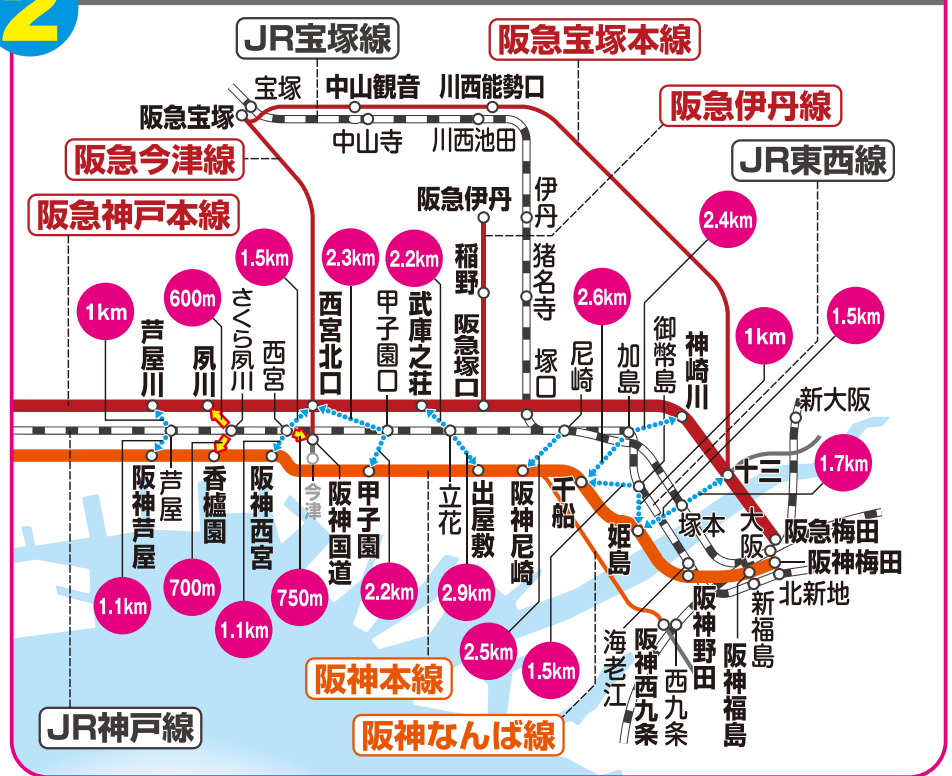 2
JR宝塚線
阪急宝塚本線
宝塚
中山観音
川西能勢口
阪急伊丹線
阪急宝塚
中山寺
川西池田
阪急今津線
JR東西線
阪急神戸本線
阪急伊丹
伊丹
2.4km
1.5km
2.3km
2.2km
稲野
猪名寺
2.6km
1km
600m
さくら夙川
西宮
西宮北口
甲子園口
武庫之荘
阪急塚口
塚口
尼崎
加島
御幣島
神崎川
1km
1.5km
芦屋川
夙川
新大阪
阪神芦屋
芦屋
香櫨園
阪神西宮
今津
阪神国道
甲子園
立花
出屋敷
阪神尼崎
千船
姫島
塚本
十三
1.7km
大阪
阪急梅田
阪神梅田
北新地
1.1km
700m
1.1km
750m
2.2km
2.9km
2.5km
1.5km
海老江
阪神西九条
西九条
阪神野田
阪神福島
新福島
阪神本線
JR神戸線
阪神なんば線